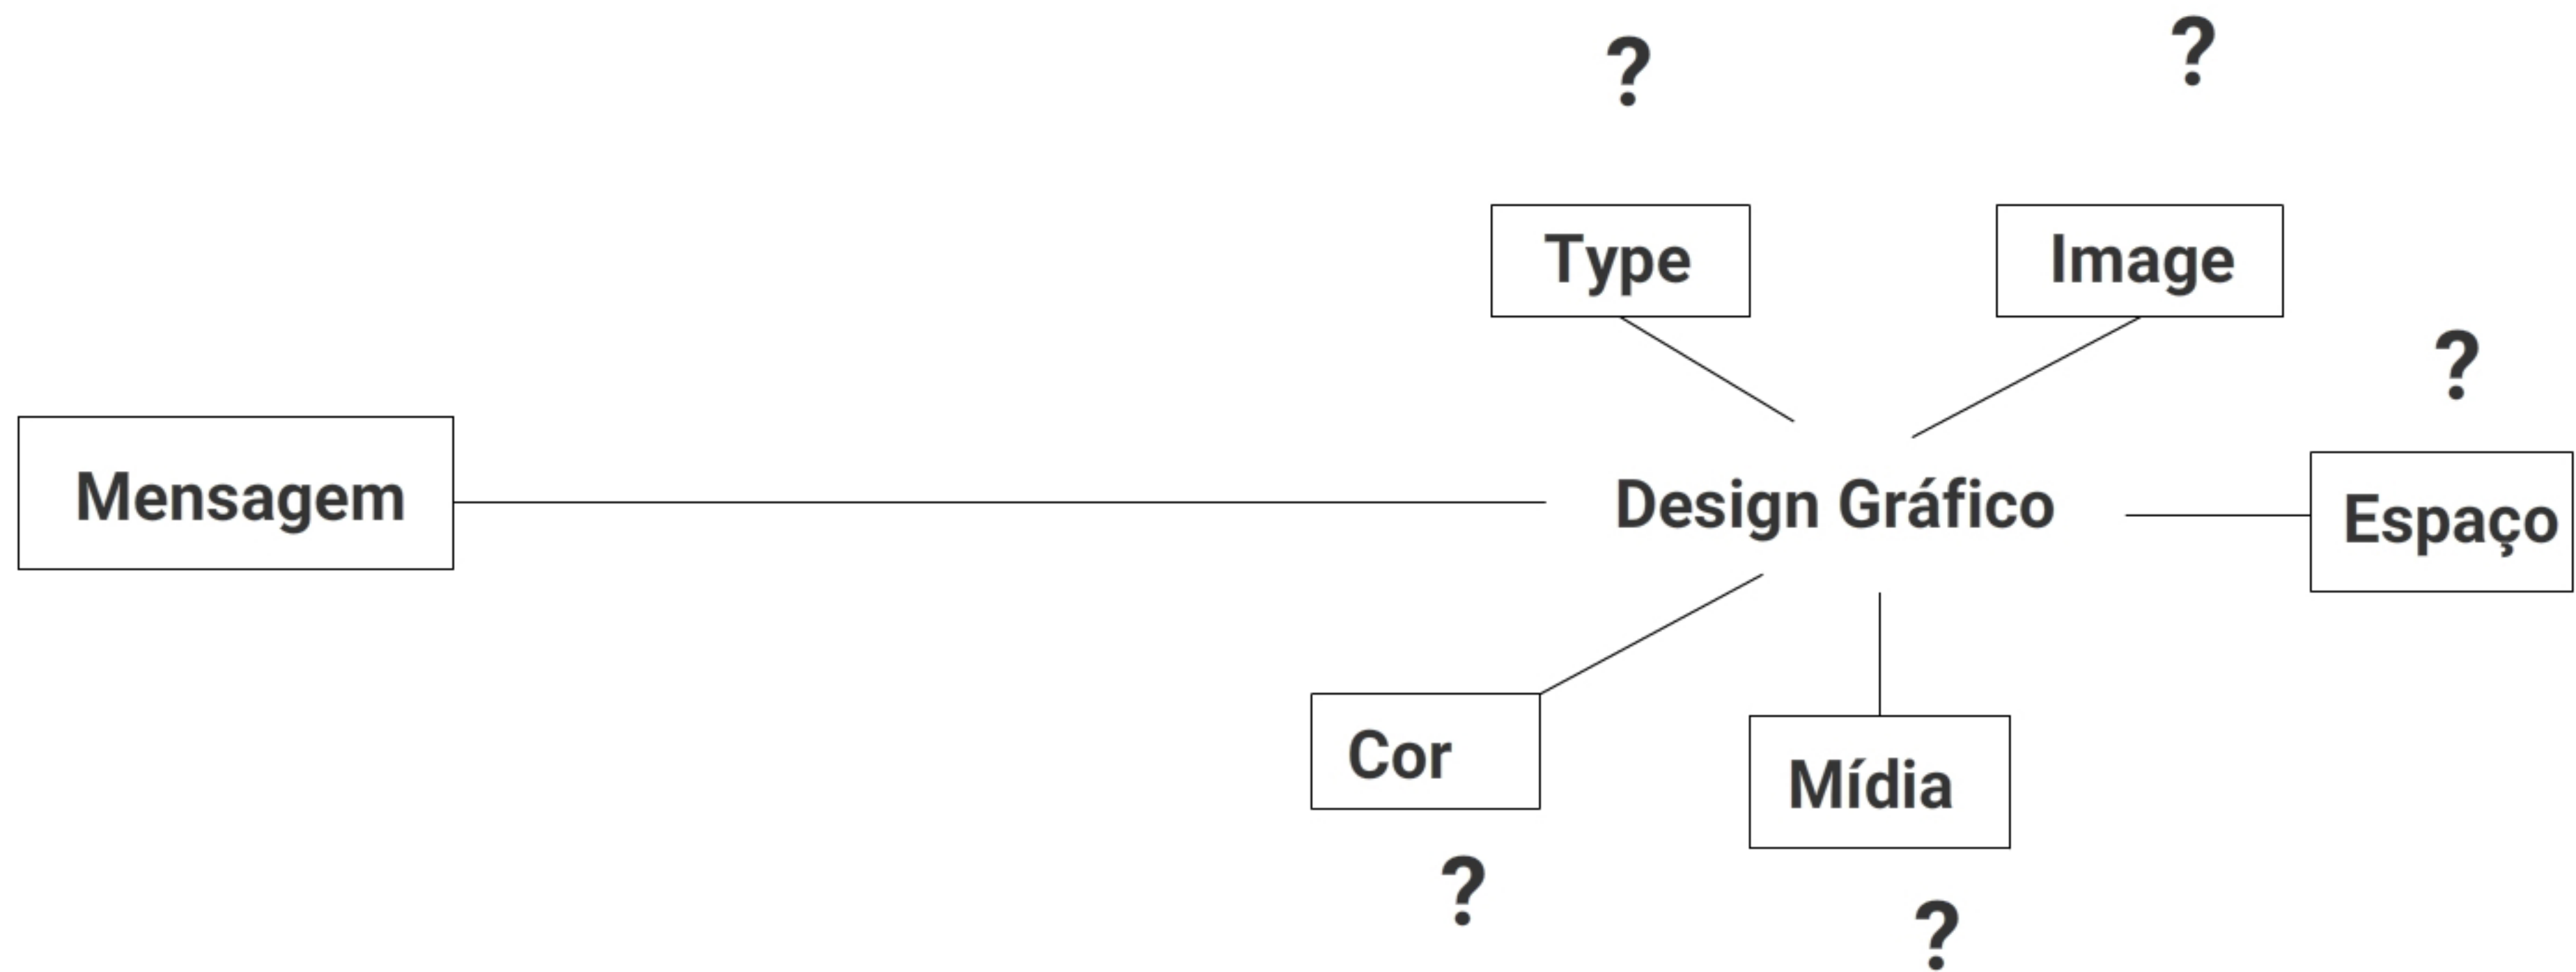 ?
?
Type
Image
?
Mensagem
Design Gráfico
Espaço
Cor
Mídia
?
?